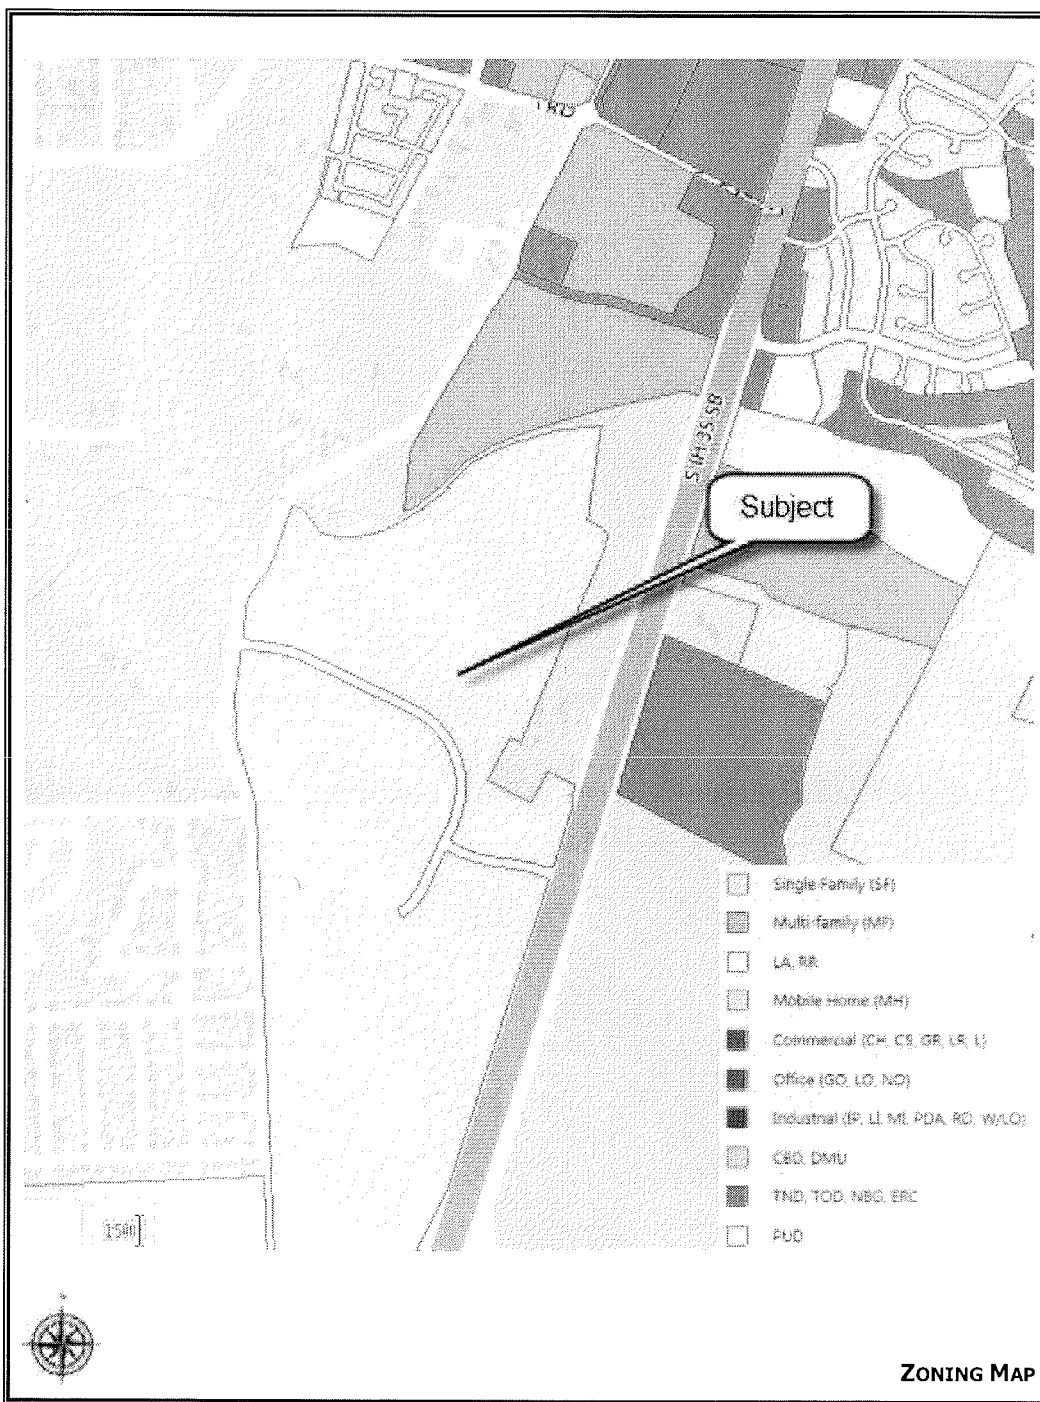 RD
S IH 35 SB
Subject
Single Family (SF)
Multi-family (MF)
LA, RR
Mobile Home (MH)
Commercial (CH, CS, GR, LR, L)
Office (GO, LO, NO)
Industrial (IP, LI, MI, PDA, RD, W/LO)
CBD, DMU
TND, TOD, NBG, ERC
PUD
ZONING MAP